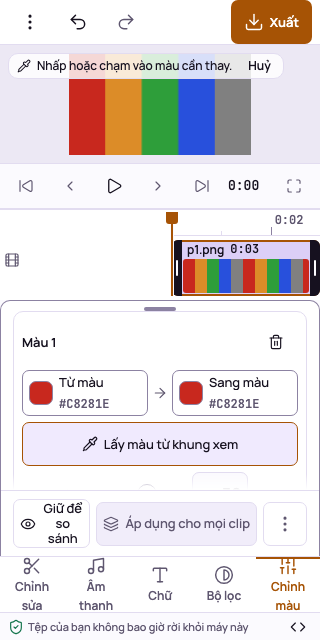 Xuất
Nhấp hoặc chạm vào màu cần thay. Huỷ
0:00
0:02
p1.png 0:03
Màu 1
Từ màu
#C8281E
Sang màu
#C8281E
Lấy màu từ khung xem
Giữ để
so
sánh
Áp dụng cho mọi clip
Chỉnh
sửa
Âm
thanh
Chữ
Bộ lọc
Chỉnh
màu
Tệp của bạn không bao giờ rời khỏi máy này